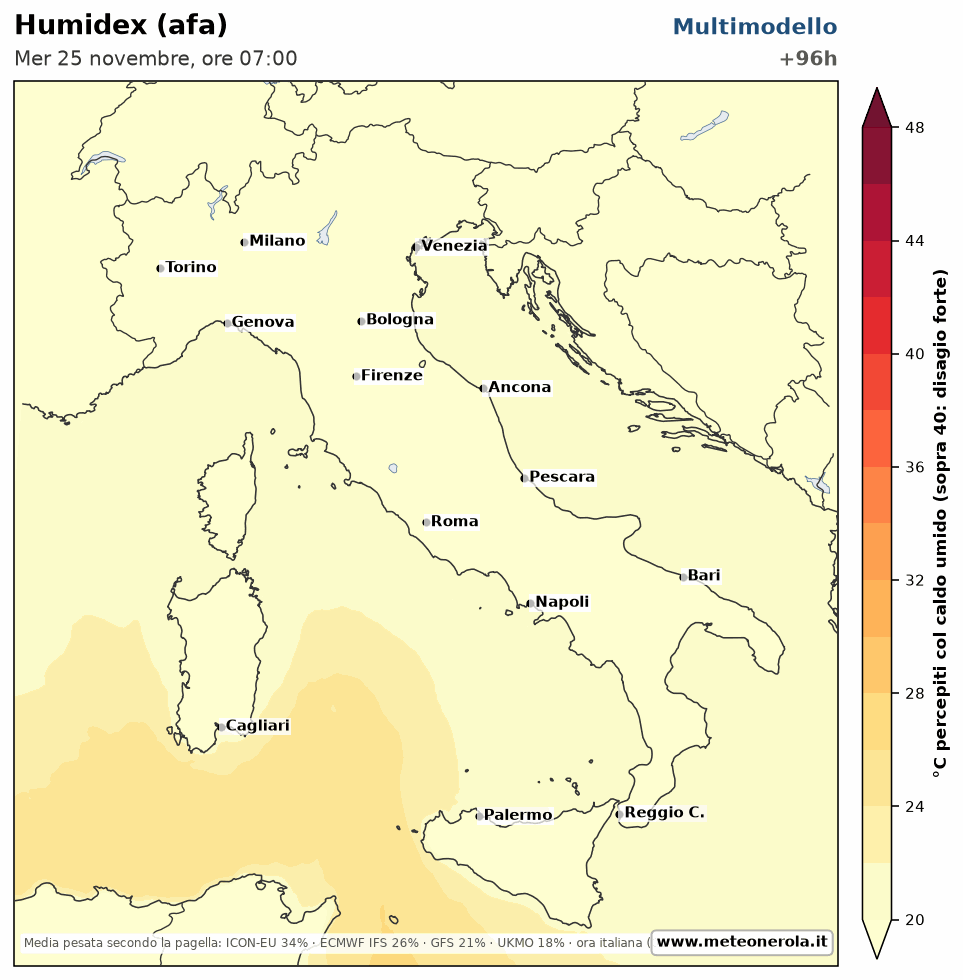 Humidex (afa)
Multimodello
Mer 25 novembre, ore 07:00
+96h
48
44
40
36
32
28
24
20
°C percepiti col caldo umido (sopra 40: disagio forte)
Milano
Venezia
Torino
Genova
Bologna
Firenze
Ancona
Pescara
Roma
Bari
Napoli
Cagliari
Palermo
Reggio C.
Media pesata secondo la pagella: ICON-EU 34% · ECMWF IFS 26% · GFS 21% · UKMO 18% · ora italiana (
www.meteonerola.it